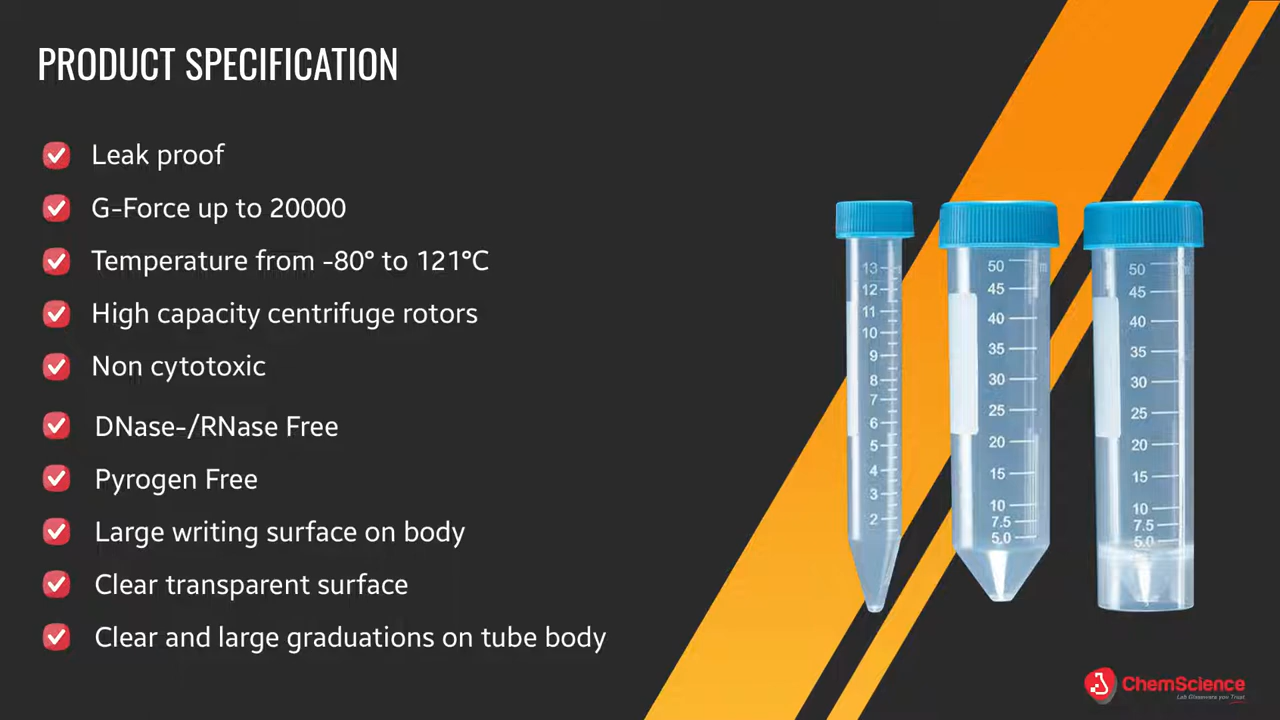 PRODUCT SPECIFICATION
Leak proof
G-Force up to 20000
Temperature from -80° to 121°C
High capacity centrifuge rotors
Non cytotoxic
DNase-/RNase Free
Pyrogen Free
Large writing surface on body
Clear transparent surface
Clear and large graduations on tube body
13
12
11
10
9
8
7
6
5
4
3
2
50
45
40
35
30
25
20
15
10
7.5
5.0
50
45
40
35
30
25
20
15
10
7.5
5.0
ChemScience
Lab Glassware you Trust